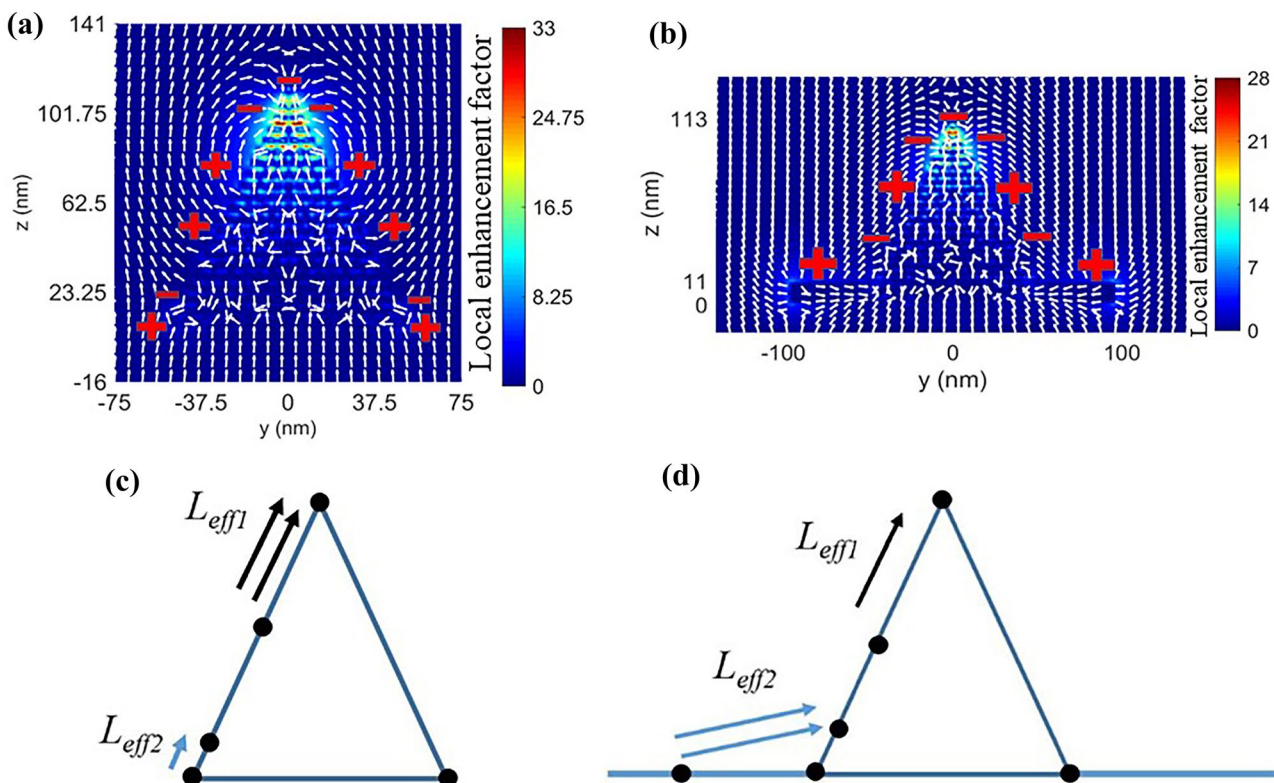 (a)
141
101.75
62.5
23.25
-16
z (nm)
-75 -37.5 0 37.5 75
y (nm)
33
24.75
16.5
8.25
0
Local enhancement factor
(b)
113
11
0
z (nm)
-100 0 100
y (nm)
28
21
14
7
0
Local enhancement factor
(c)
Leff1
Leff2
(d)
Leff1
Leff2